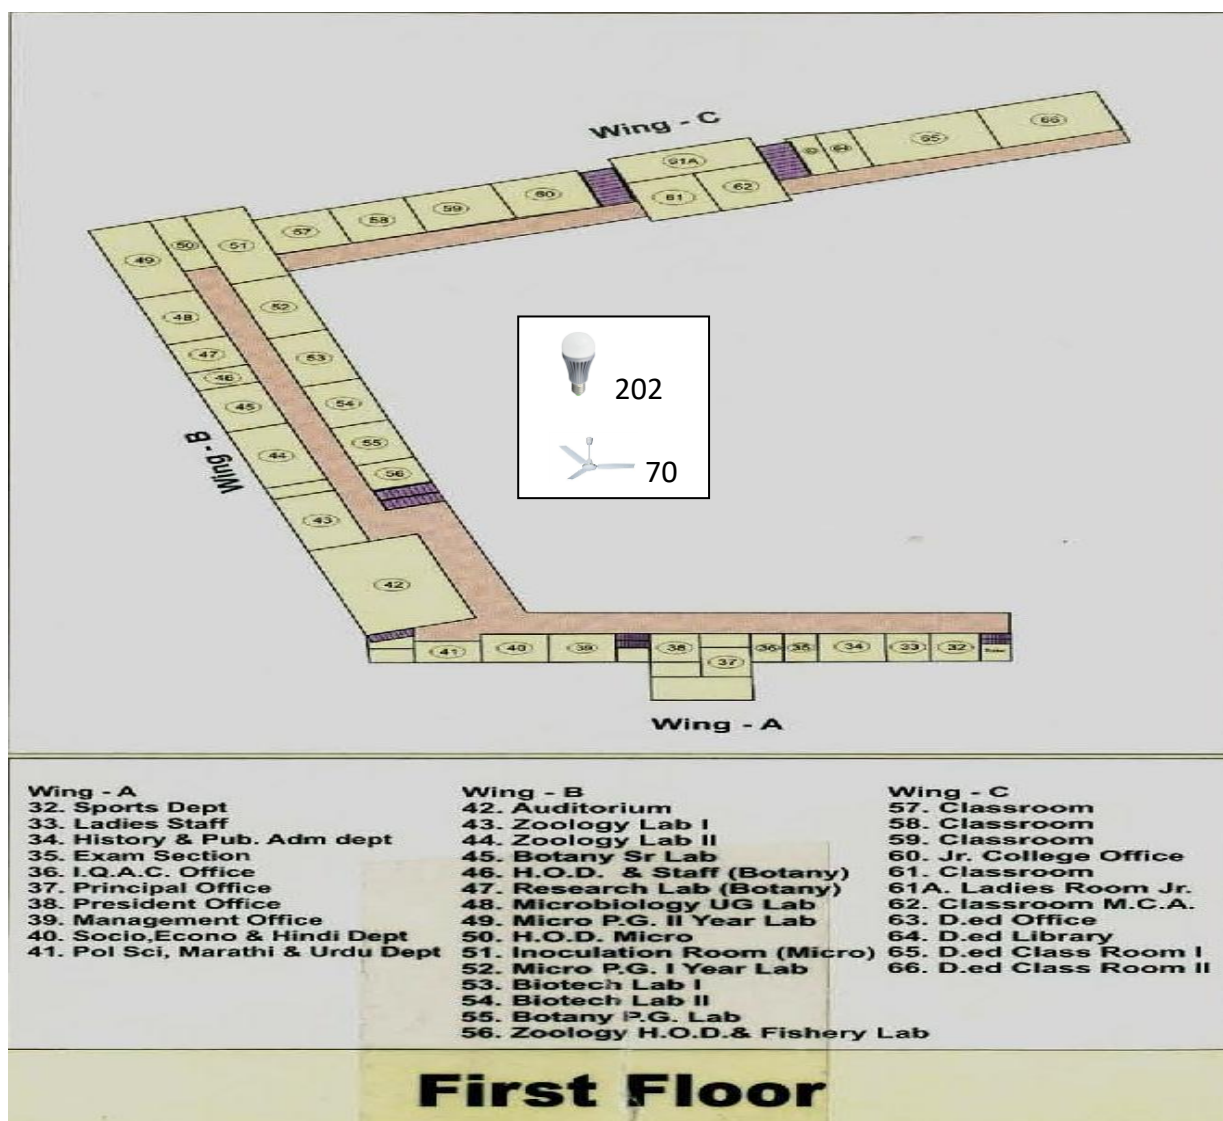 Wing - C
61A
66
65
64
62
61
60
59
58
57
51
50
49
52
48
53
47
46
54
45
55
44
56
Wing - B
43
42
202
70
41
40
39
38
37
36
35
34
33
32
Wing - A
Wing - A
32. Sports Dept
33. Ladies Staff
34. History & Pub. Adm dept
35. Exam Section
36. I.Q.A.C. Office
37. Principal Office
38. President Office
39. Management Office
40. Socio,Econo & Hindi Dept
41. Pol Sci, Marathi & Urdu Dept
Wing - B
42. Auditorium
43. Zoology Lab I
44. Zoology Lab II
45. Botany Sr Lab
46. H.O.D. & Staff (Botany)
47. Research Lab (Botany)
48. Microbiology UG Lab
49. Micro P.G. II Year Lab
50. H.O.D. Micro
51. Inoculation Room (Micro)
52. Micro P.G. I Year Lab
53. Biotech Lab I
54. Biotech Lab II
55. Botany P.G. Lab
56. Zoology H.O.D.& Fishery Lab
Wing - C
57. Classroom
58. Classroom
59. Classroom
60. Jr. College Office
61. Classroom
61A. Ladies Room Jr.
62. Classroom M.C.A.
63. D.ed Office
64. D.ed Library
65. D.ed Class Room I
66. D.ed Class Room II
First Floor